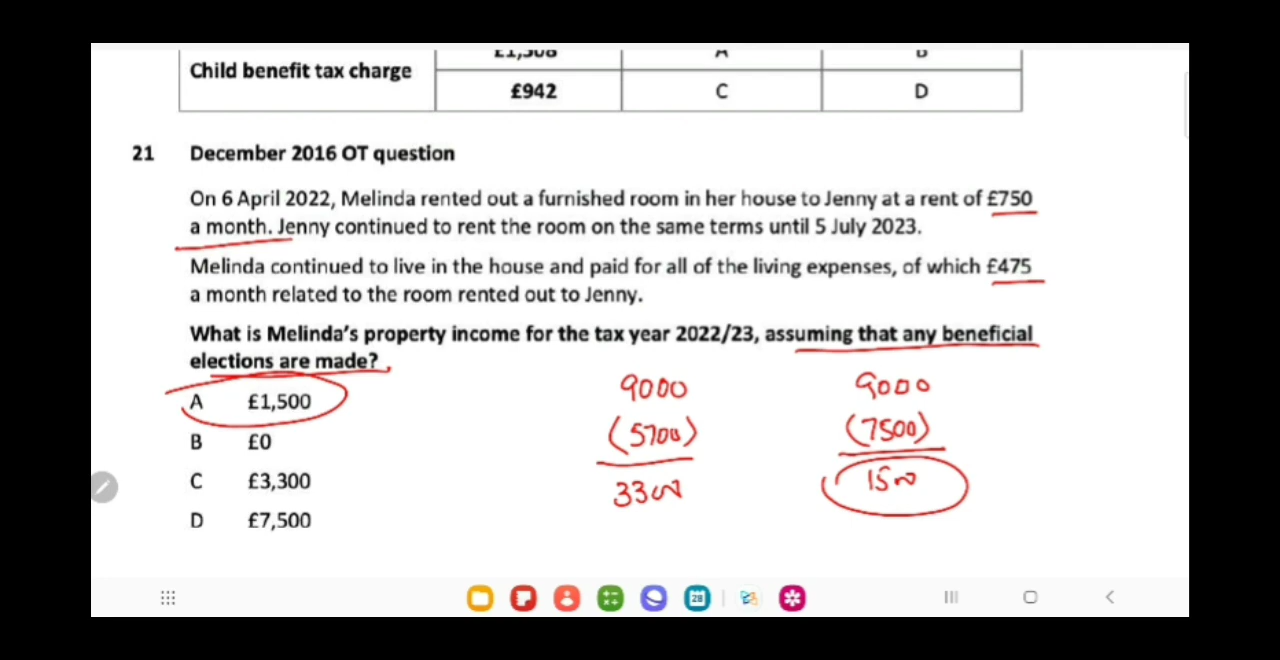 £1,508 A B
Child benefit tax charge
£942 C D
21 December 2016 OT question
On 6 April 2022, Melinda rented out a furnished room in her house to Jenny at a rent of £750
a month. Jenny continued to rent the room on the same terms until 5 July 2023.
Melinda continued to live in the house and paid for all of the living expenses, of which £475
a month related to the room rented out to Jenny.
What is Melinda's property income for the tax year 2022/23, assuming that any beneficial
elections are made?
A £1,500
B £0
C £3,300
D £7,500
9000
(5700)
3300
9000
(7500)
1500
28